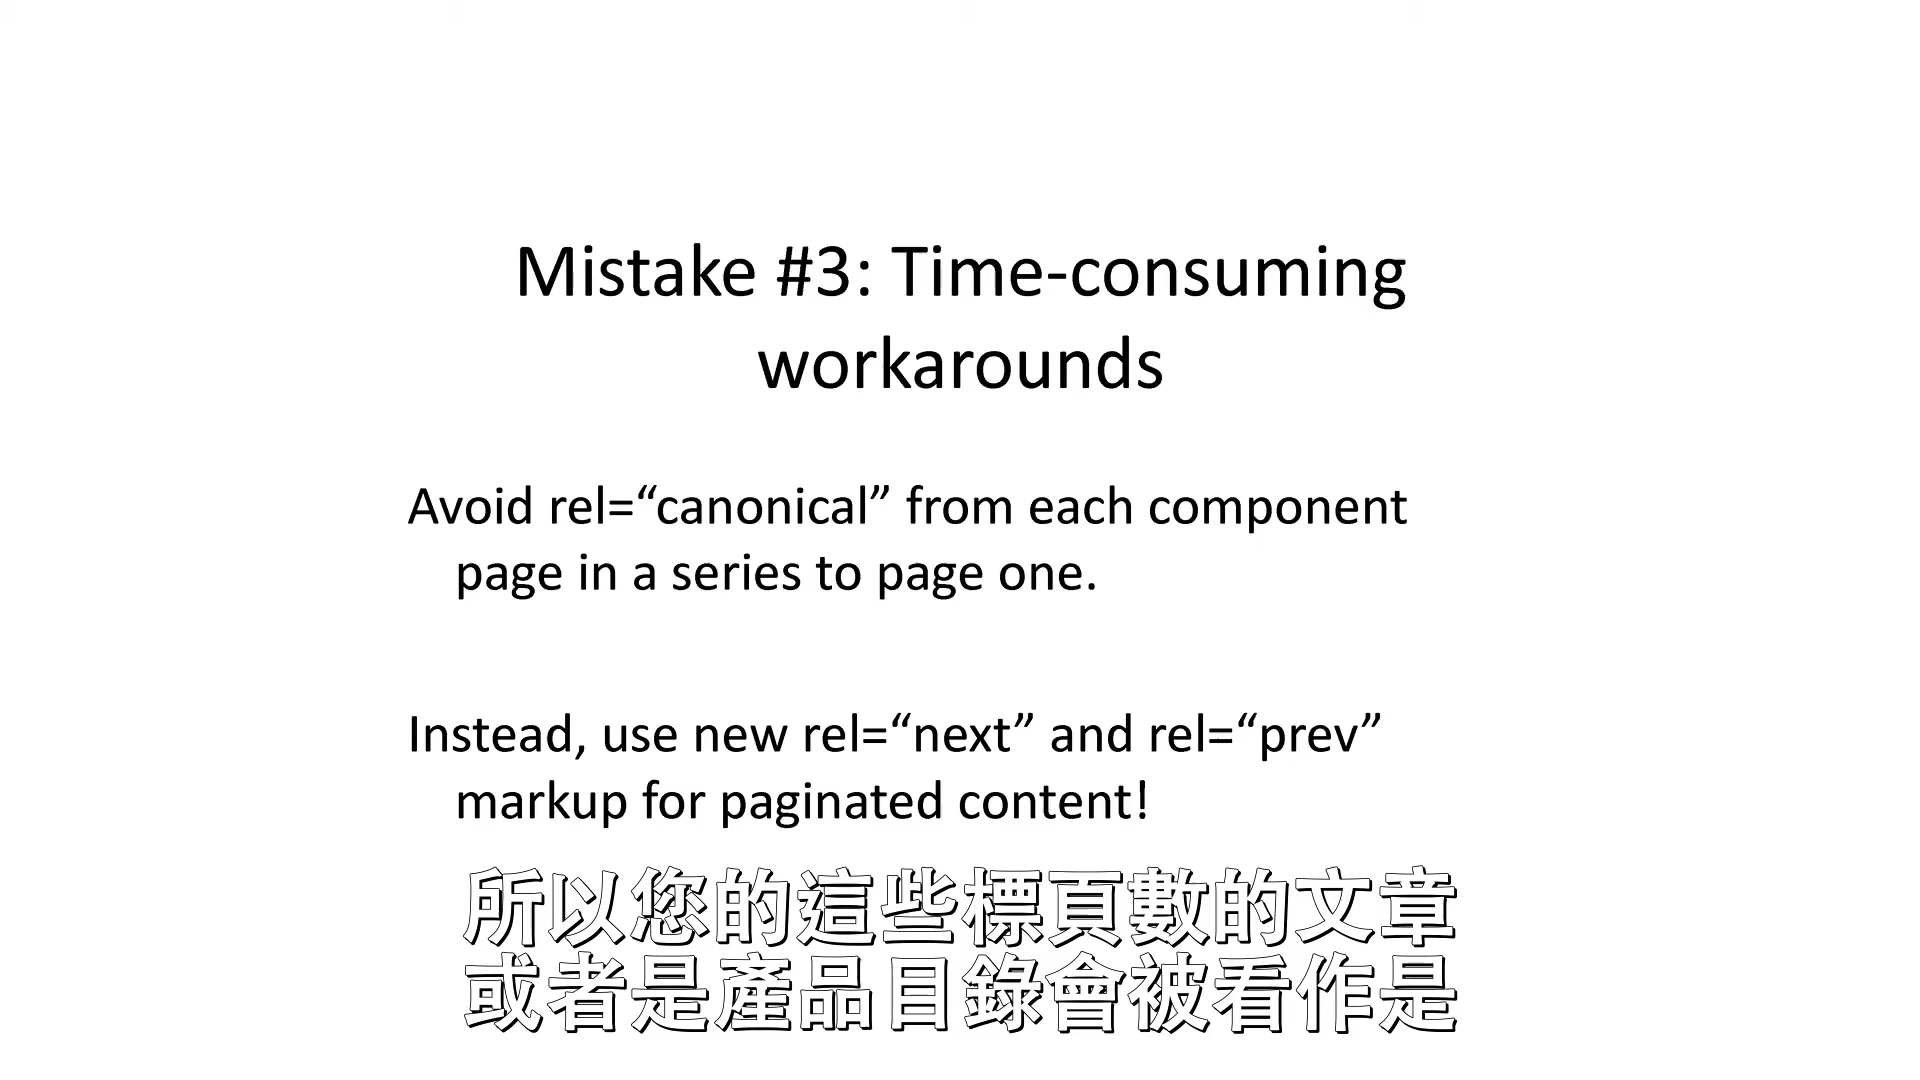 Mistake #3: Time-consuming
workarounds
Avoid rel=“canonical” from each component
page in a series to page one.
Instead, use new rel=“next” and rel=“prev”
markup for paginated content!
所以您的這些標頁數的文章
或者是產品目錄會被看作是